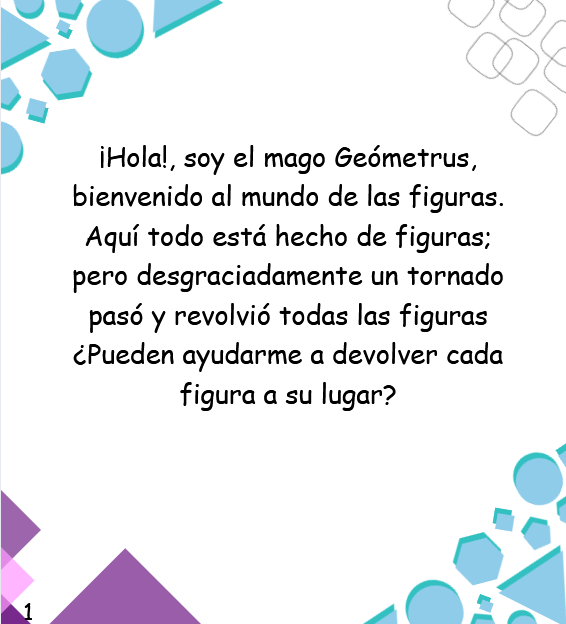 ¡Hola!, soy el mago Geómetrus,
bienvenido al mundo de las figuras.
Aquí todo está hecho de figuras;
pero desgraciadamente un tornado
pasó y revolvió todas las figuras
¿Pueden ayudarme a devolver cada
figura a su lugar?
1